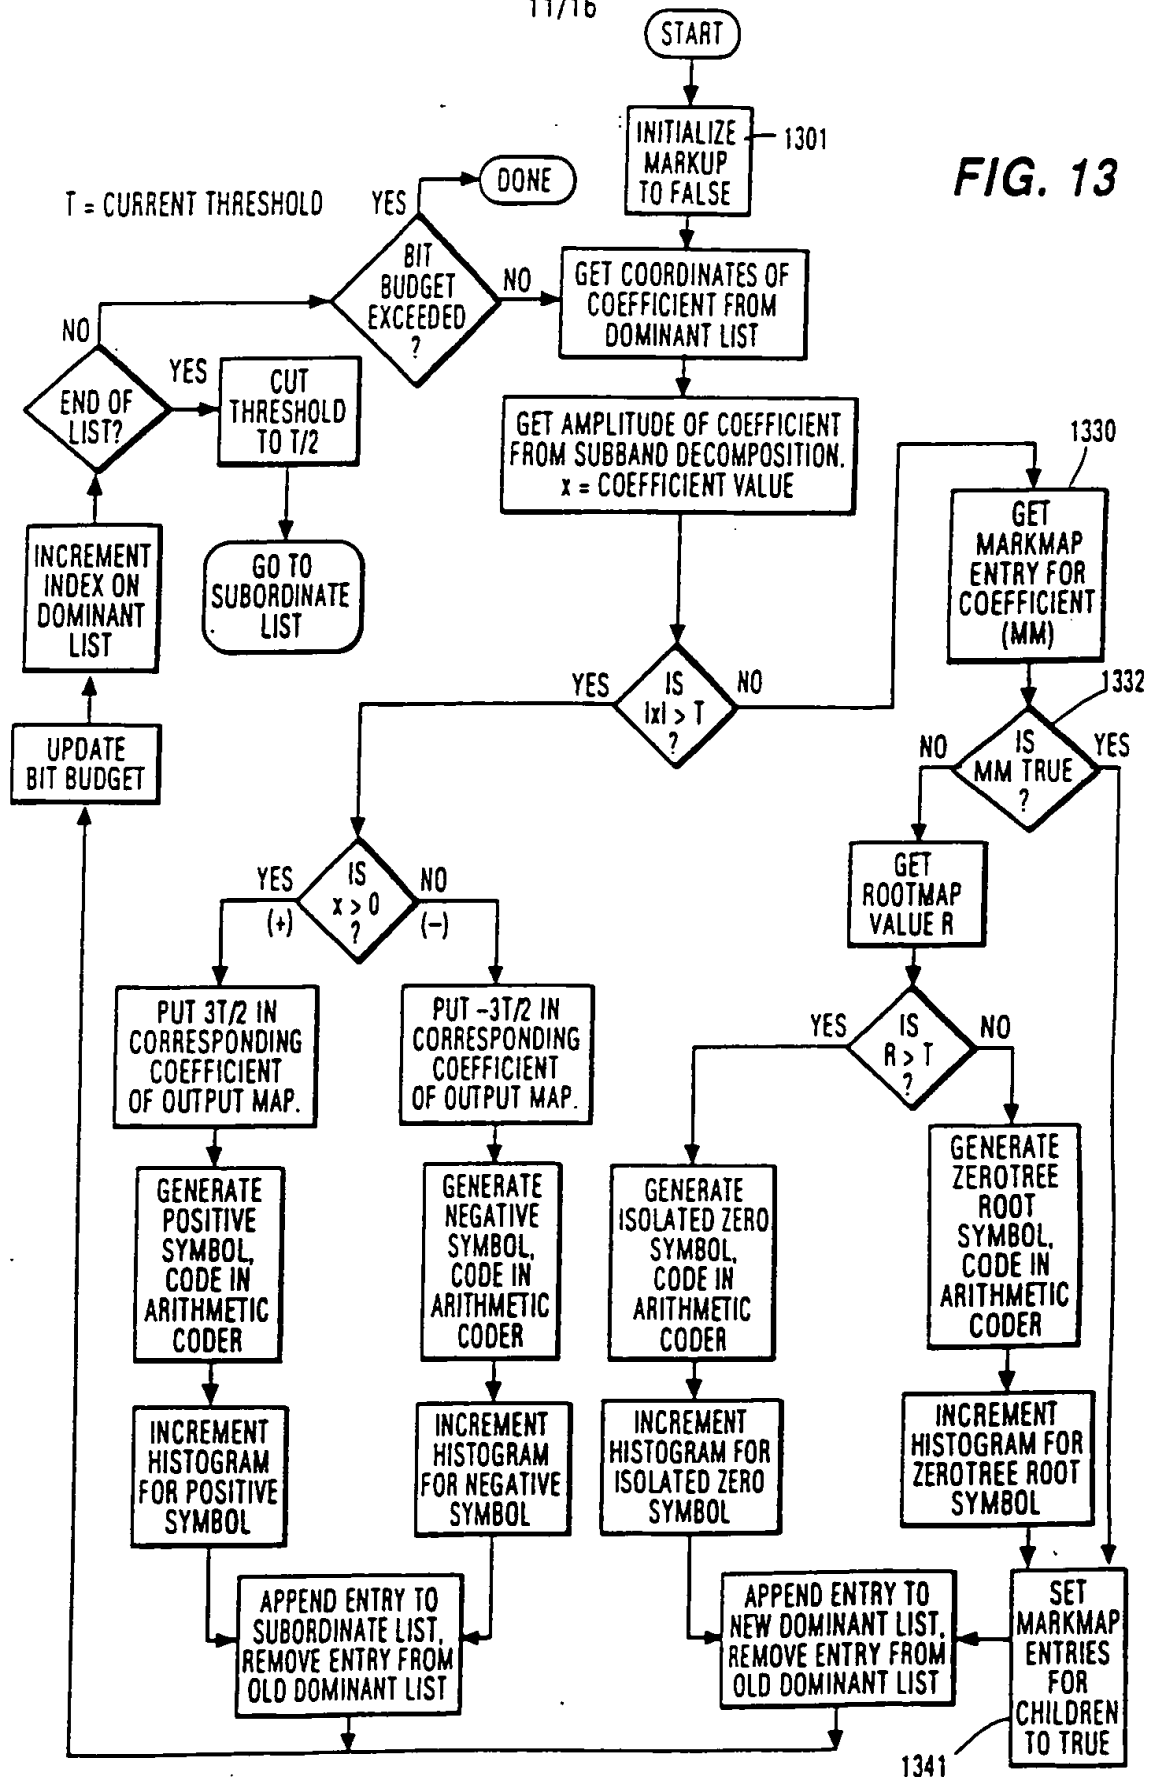 11/16
START
INITIALIZE
MARKUP
TO FALSE
1301
FIG. 13
T = CURRENT THRESHOLD
YES
DONE
BIT
BUDGET
EXCEEDED
?
NO
GET COORDINATES OF
COEFFICIENT FROM
DOMINANT LIST
NO
END OF
LIST?
YES
CUT
THRESHOLD
TO T/2
GET AMPLITUDE OF COEFFICIENT
FROM SUBBAND DECOMPOSITION.
x = COEFFICIENT VALUE
1330
GET
MARKMAP
ENTRY FOR
COEFFICIENT
(MM)
INCREMENT
INDEX ON
DOMINANT
LIST
GO TO
SUBORDINATE
LIST
YES
IS
|x| > T
?
NO
1332
NO
IS
MM TRUE
?
YES
UPDATE
BIT BUDGET
GET
ROOTMAP
VALUE R
YES
(+)
IS
x > 0
?
NO
(−)
PUT 3T/2 IN
CORRESPONDING
COEFFICIENT
OF OUTPUT MAP.
PUT -3T/2 IN
CORRESPONDING
COEFFICIENT
OF OUTPUT MAP.
YES
IS
R > T
?
NO
GENERATE
POSITIVE
SYMBOL,
CODE IN
ARITHMETIC
CODER
GENERATE
NEGATIVE
SYMBOL,
CODE IN
ARITHMETIC
CODER
GENERATE
ISOLATED ZERO
SYMBOL,
CODE IN
ARITHMETIC
CODER
GENERATE
ZEROTREE
ROOT
SYMBOL,
CODE IN
ARITHMETIC
CODER
INCREMENT
HISTOGRAM
FOR POSITIVE
SYMBOL
INCREMENT
HISTOGRAM
FOR NEGATIVE
SYMBOL
INCREMENT
HISTOGRAM FOR
ISOLATED ZERO
SYMBOL
INCREMENT
HISTOGRAM FOR
ZEROTREE ROOT
SYMBOL
APPEND ENTRY TO
SUBORDINATE LIST,
REMOVE ENTRY FROM
OLD DOMINANT LIST
APPEND ENTRY TO
NEW DOMINANT LIST,
REMOVE ENTRY FROM
OLD DOMINANT LIST
SET
MARKMAP
ENTRIES
FOR
CHILDREN
TO TRUE
1341